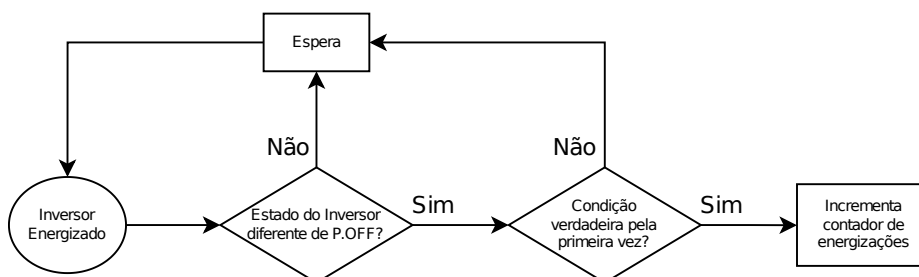 Espera
Não
Não
Inversor
Energizado
Estado do Inversor
diferente de P.OFF?
Sim
Condição
verdadeira pela
primeira vez?
Sim
Incrementa
contador de
energizações